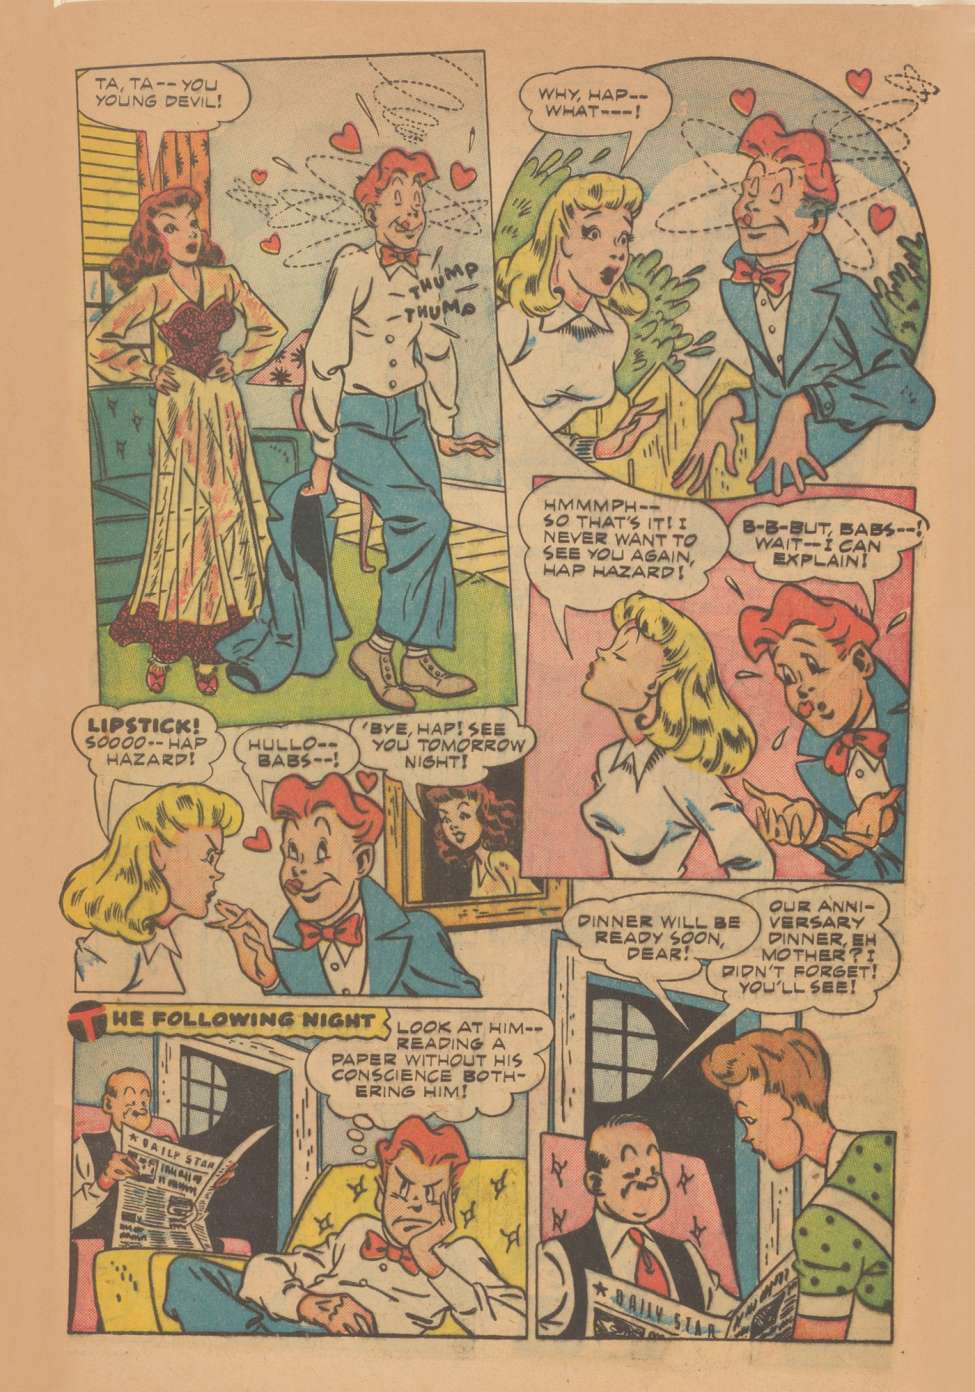 TA, TA--YOU
YOUNG DEVIL!
THUMP
THUMP
WHY, HAP--
WHAT---!
LIPSTICK!
SOOOO--HAP
HAZARD!
HULLO--
BABS--!
'BYE, HAP! SEE
YOU TOMORROW
NIGHT!
HMMMPH--
SO THAT'S IT! I
NEVER WANT TO
SEE YOU AGAIN,
HAP HAZARD!
B-B-BUT, BABS--!
WAIT--I CAN
EXPLAIN!
THE FOLLOWING NIGHT
LOOK AT HIM--
READING A
PAPER WITHOUT HIS
CONSCIENCE BOTH-
ERING HIM!
★ DAILY STAR
DINNER WILL BE
READY SOON,
DEAR!
OUR ANNI-
VERSARY
DINNER, EH
MOTHER? I
DIDN'T FORGET!
YOU'LL SEE!
★ DAILY STAR